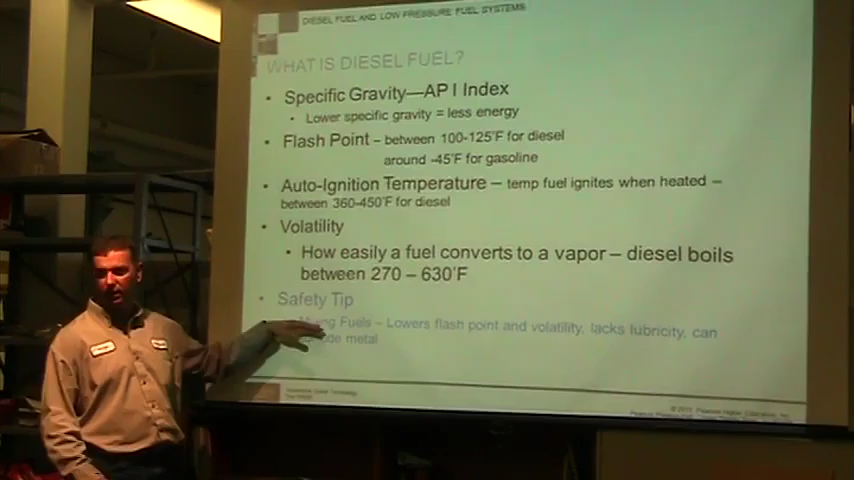 DIESEL FUEL AND LOW PRESSURE FUEL SYSTEMS
WHAT IS DIESEL FUEL?
• Specific Gravity—AP I Index
• Lower specific gravity = less energy
• Flash Point – between 100-125°F for diesel
around -45°F for gasoline
• Auto-Ignition Temperature – temp fuel ignites when heated –
between 360-450°F for diesel
• Volatility
• How easily a fuel converts to a vapor – diesel boils
between 270 – 630°F
• Safety Tip
Fuels – Lowers flash point and volatility, lacks lubricity, can
metal